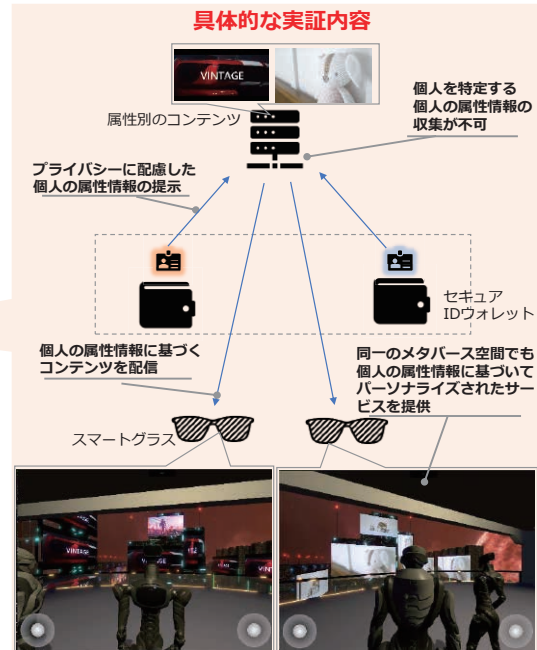 具体的な実証内容
VINTAGE
属性別のコンテンツ
個人を特定する
個人の属性情報の
収集が不可
プライバシーに配慮した
個人の属性情報の提示
セキュア
IDウォレット
個人の属性情報に基づく
コンテンツを配信
同一のメタバース空間でも
個人の属性情報に基づいて
パーソナライズされたサー
ビスを提供
スマートグラス
VINTAGE
VINTAGE